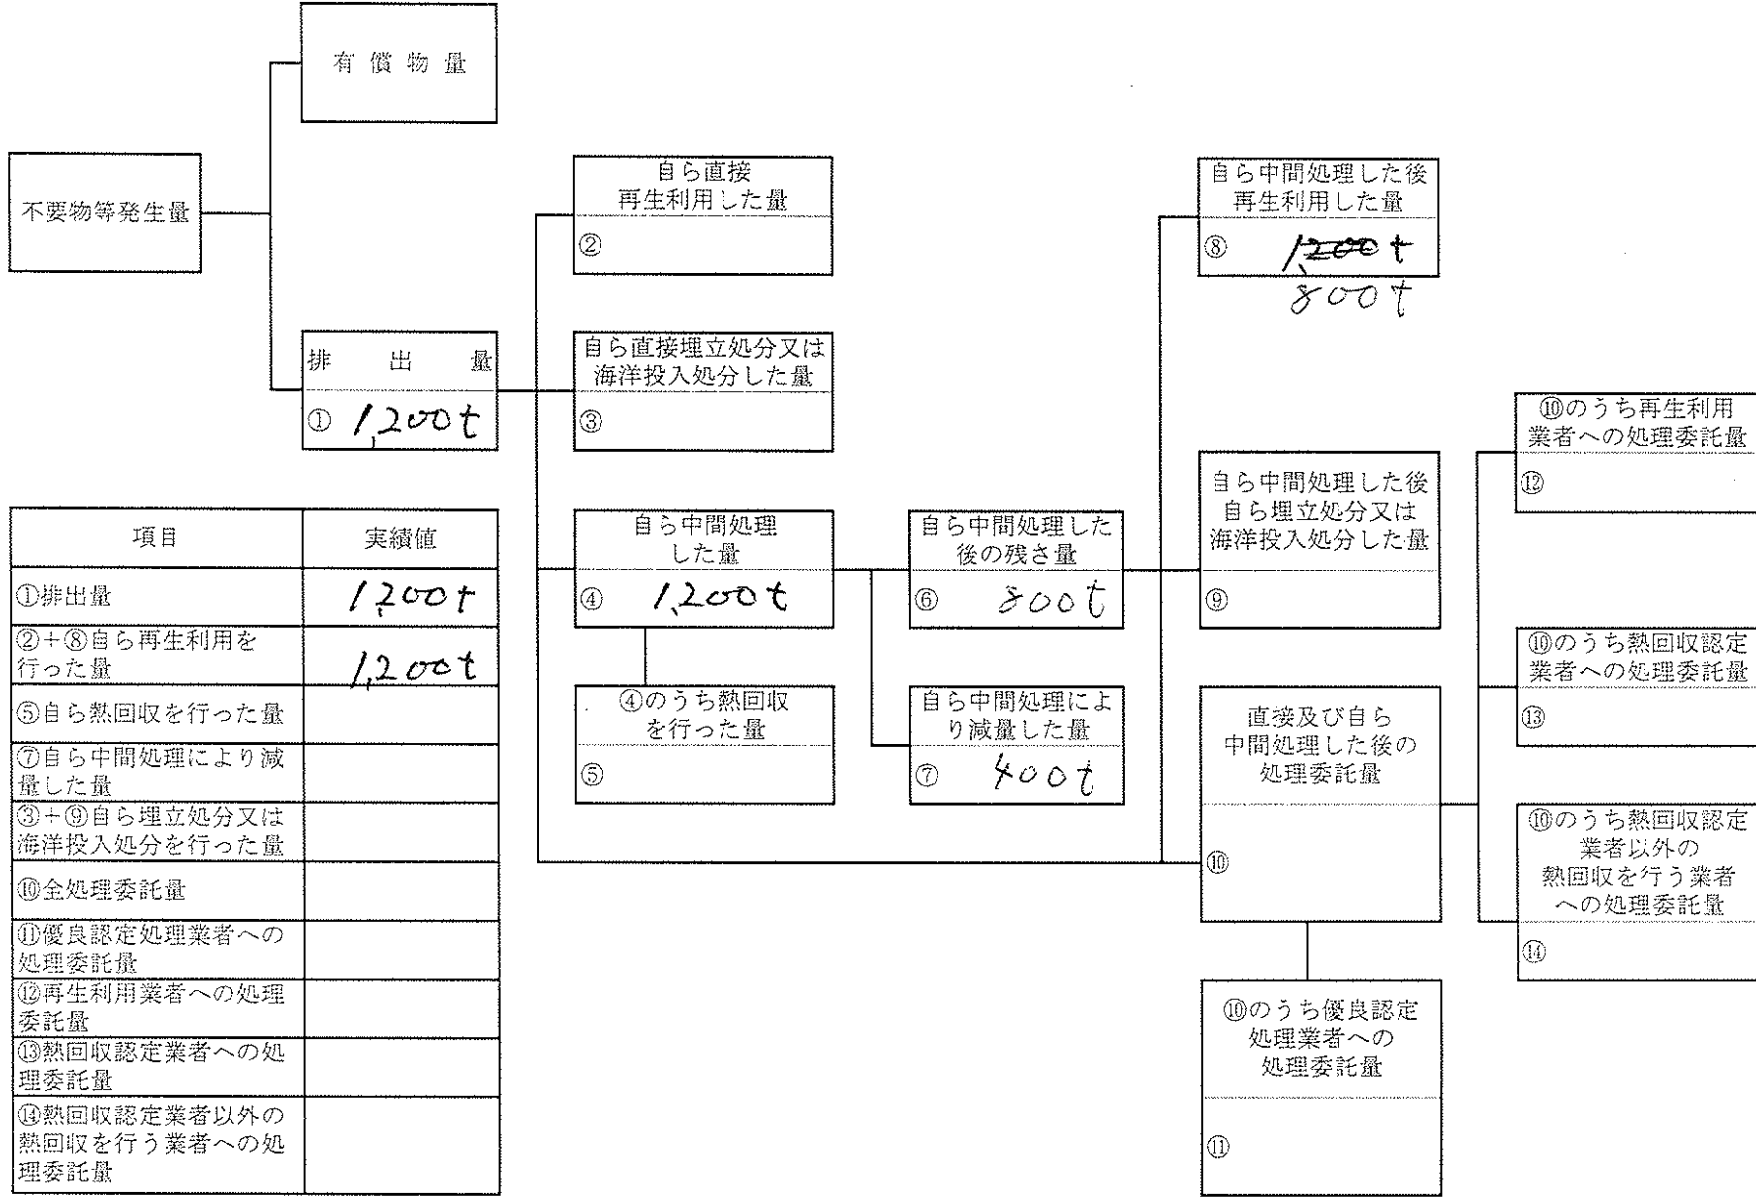 有償物量
不要物等発生量
排出量
① 1,200t
自ら直接
再生利用した量
②
自ら直接埋立処分又は
海洋投入処分した量
③
自ら中間処理
した量
④ 1,200t
④のうち熱回収
を行った量
⑤
自ら中間処理した
後の残さ量
⑥ 800t
自ら中間処理によ
り減量した量
⑦ 400t
自ら中間処理した後
再生利用した量
⑧ 1,200t
800t
自ら中間処理した後
自ら埋立処分又は
海洋投入処分した量
⑨
直接及び自ら
中間処理した後の
処理委託量
⑩
⑩のうち優良認定
処理業者への
処理委託量
⑪
⑩のうち再生利用
業者への処理委託量
⑫
⑩のうち熱回収認定
業者への処理委託量
⑬
⑩のうち熱回収認定
業者以外の
熱回収を行う業者
への処理委託量
⑭
項目 実績値
①排出量 1,200t
②+⑧自ら再生利用を
行った量 1,200t
⑤自ら熱回収を行った量
⑦自ら中間処理により減
量した量
③+⑨自ら埋立処分又は
海洋投入処分を行った量
⑩全処理委託量
⑪優良認定処理業者への
処理委託量
⑫再生利用業者への処理
委託量
⑬熱回収認定業者への処
理委託量
⑭熱回収認定業者以外の
熱回収を行う業者への処
理委託量